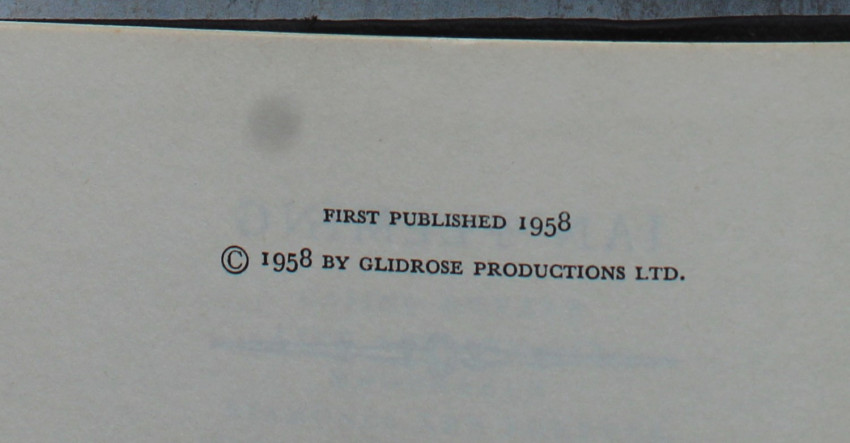 FIRST PUBLISHED 1958
© 1958 BY GLIDROSE PRODUCTIONS LTD.